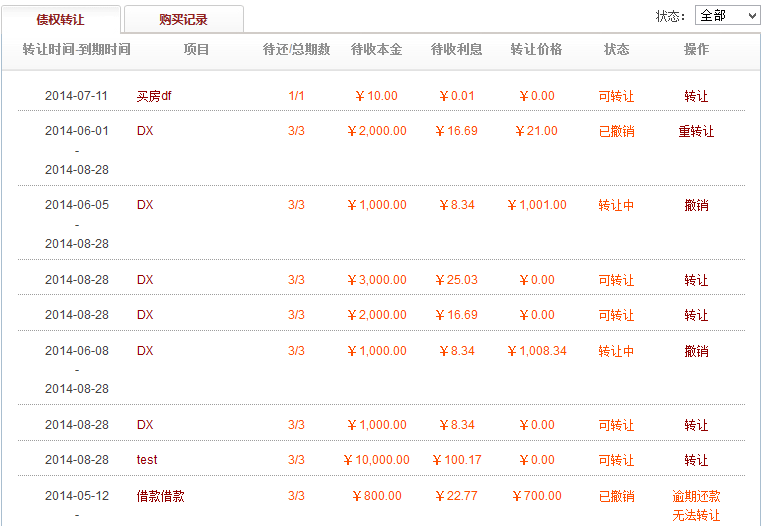 债权转让 购买记录 状态： 全部
转让时间-到期时间 项目 待还/总期数 待收本金 待收利息 转让价格 状态 操作
2014-07-11 买房df 1/1 ￥10.00 ￥0.01 ￥0.00 可转让 转让
2014-06-01 DX 3/3 ￥2,000.00 ￥16.69 ￥21.00 已撤销 重转让
-
2014-08-28
2014-06-05 DX 3/3 ￥1,000.00 ￥8.34 ￥1,001.00 转让中 撤销
-
2014-08-28
2014-08-28 DX 3/3 ￥3,000.00 ￥25.03 ￥0.00 可转让 转让
2014-08-28 DX 3/3 ￥2,000.00 ￥16.69 ￥0.00 可转让 转让
2014-06-08 DX 3/3 ￥1,000.00 ￥8.34 ￥1,008.34 转让中 撤销
-
2014-08-28
2014-08-28 DX 3/3 ￥1,000.00 ￥8.34 ￥0.00 可转让 转让
2014-08-28 test 3/3 ￥10,000.00 ￥100.17 ￥0.00 可转让 转让
2014-05-12 借款借款 3/3 ￥800.00 ￥22.77 ￥700.00 已撤销 逾期还款
- 无法转让